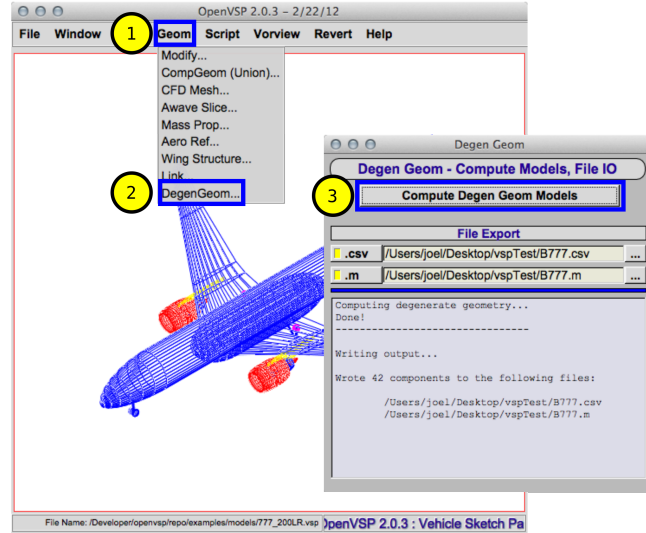 OpenVSP 2.0.3 – 2/22/12
File Window 1 Geom Script Vorview Revert Help
Modify...
CompGeom (Union)...
CFD Mesh...
Awave Slice...
Mass Prop...
Aero Ref...
Wing Structure...
Link...
2 DegenGeom...
Degen Geom
Degen Geom - Compute Models, File IO
3 Compute Degen Geom Models
File Export
.csv /Users/joel/Desktop/vspTest/B777.csv ...
.m /Users/joel/Desktop/vspTest/B777.m ...
Computing degenerate geometry...
Done!
--------------------------------
Writing output...
Wrote 42 components to the following files:
/Users/joel/Desktop/vspTest/B777.csv
/Users/joel/Desktop/vspTest/B777.m
File Name: /Developer/openvsp/repo/examples/models/777_200LR.vsp OpenVSP 2.0.3 : Vehicle Sketch Pa